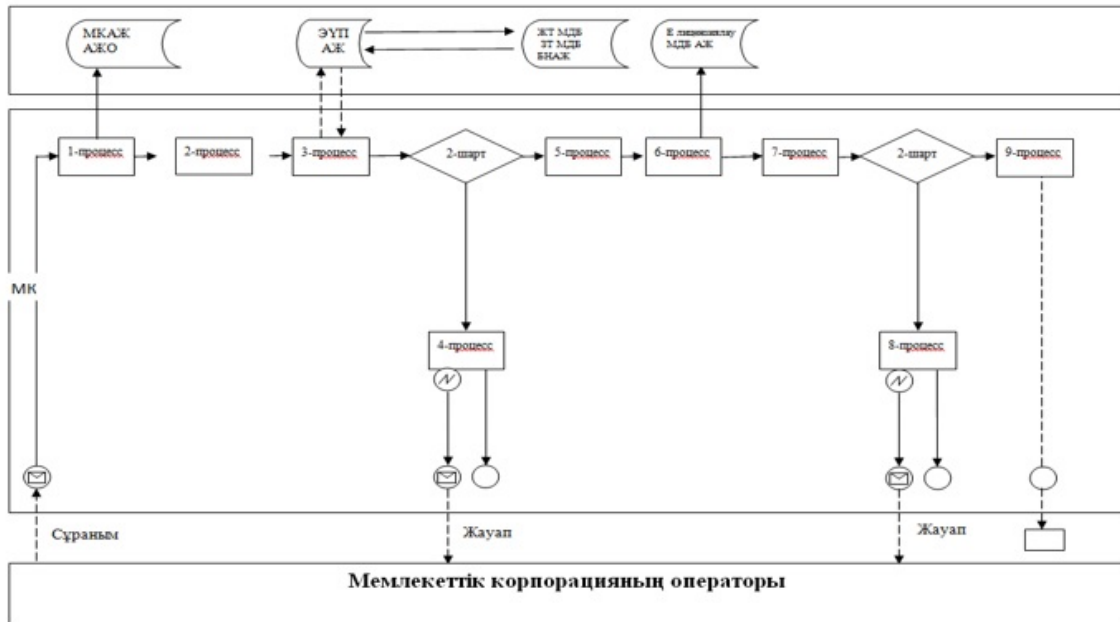 МКАЖ
АЖО
ЭҮП
АЖ
ЖТ МДБ
ЗТ МДБ
БНАЖ
Е лицензиялау
МДБ АЖ
1-процесс
2-процесс
3-процесс
2-шарт
5-процесс
6-процесс
7-процесс
2-шарт
9-процесс
МК
4-процесс
8-процесс
Сұраным
Жауап
Жауап
Мемлекеттік корпорацияның операторы